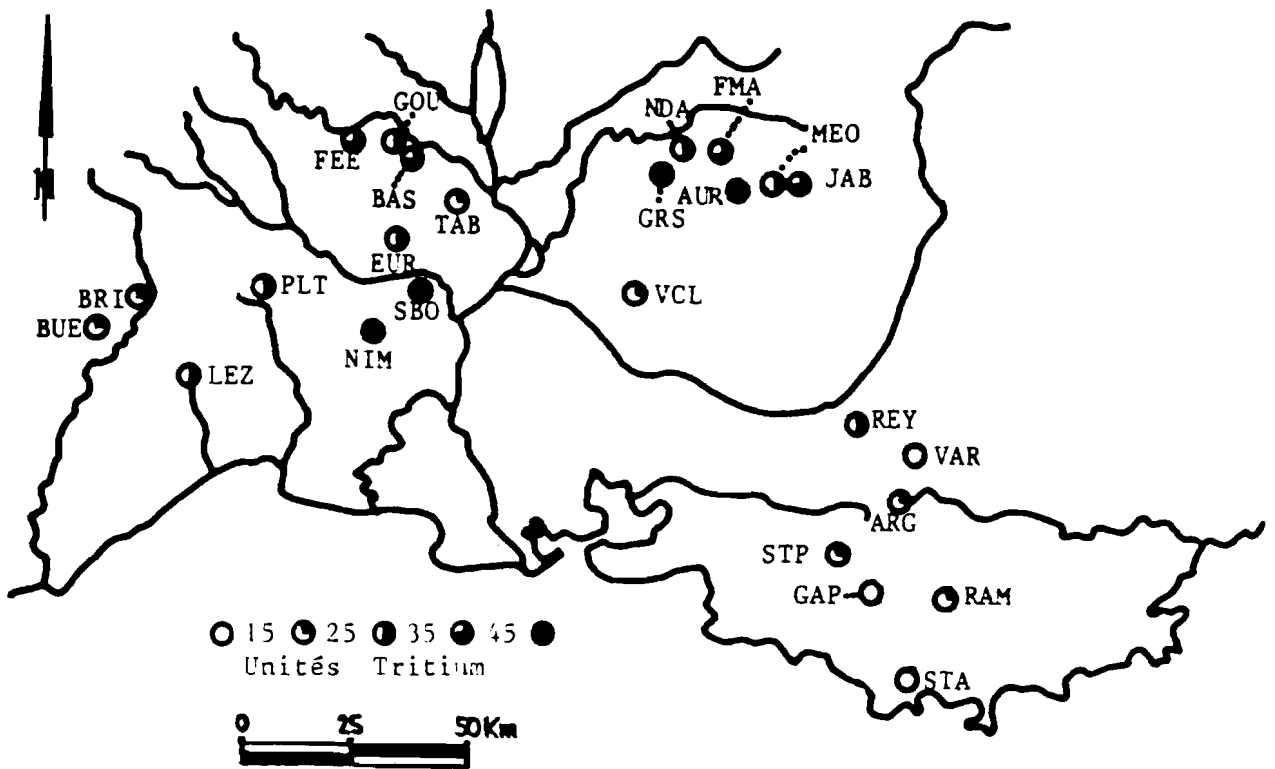 GOU
FMA
NDA
MEO
FEE
N
BAS
TAB
GRS
AUR
JAB
EUR
BRI
PLT
SBO
VCL
BUE
NIM
LEZ
REY
VAR
ARG
STP
GAP
RAM
15 25 35 45
Unités Tritium
STA
0 25 50Km